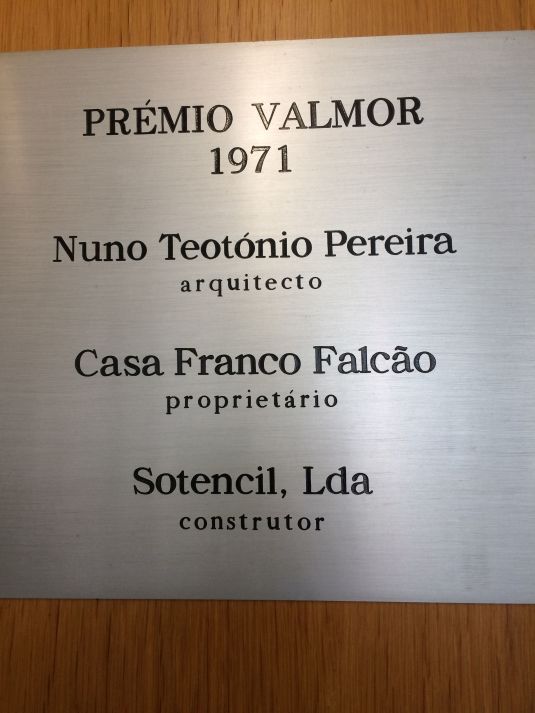 PRÉMIO VALMOR
1971
Nuno Teotónio Pereira
arquitecto
Casa Franco Falcão
proprietário
Sotencil, Lda
construtor